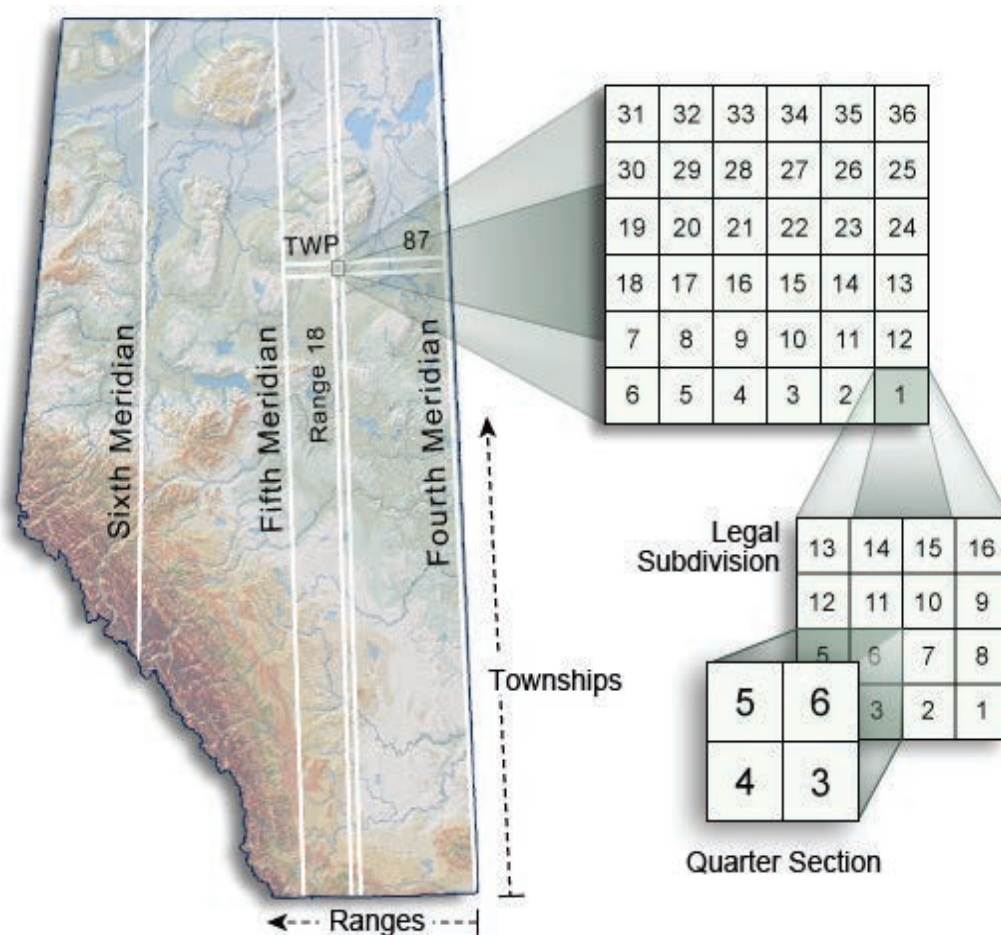 TWP 87
Sixth Meridian
Fifth Meridian
Range 18
Fourth Meridian
Townships
Ranges
31 32 33 34 35 36
30 29 28 27 26 25
19 20 21 22 23 24
18 17 16 15 14 13
7 8 9 10 11 12
6 5 4 3 2 1
Legal
Subdivision
13 14 15 16
12 11 10 9
5 6 7 8
3 2 1
5 6
4 3
Quarter Section